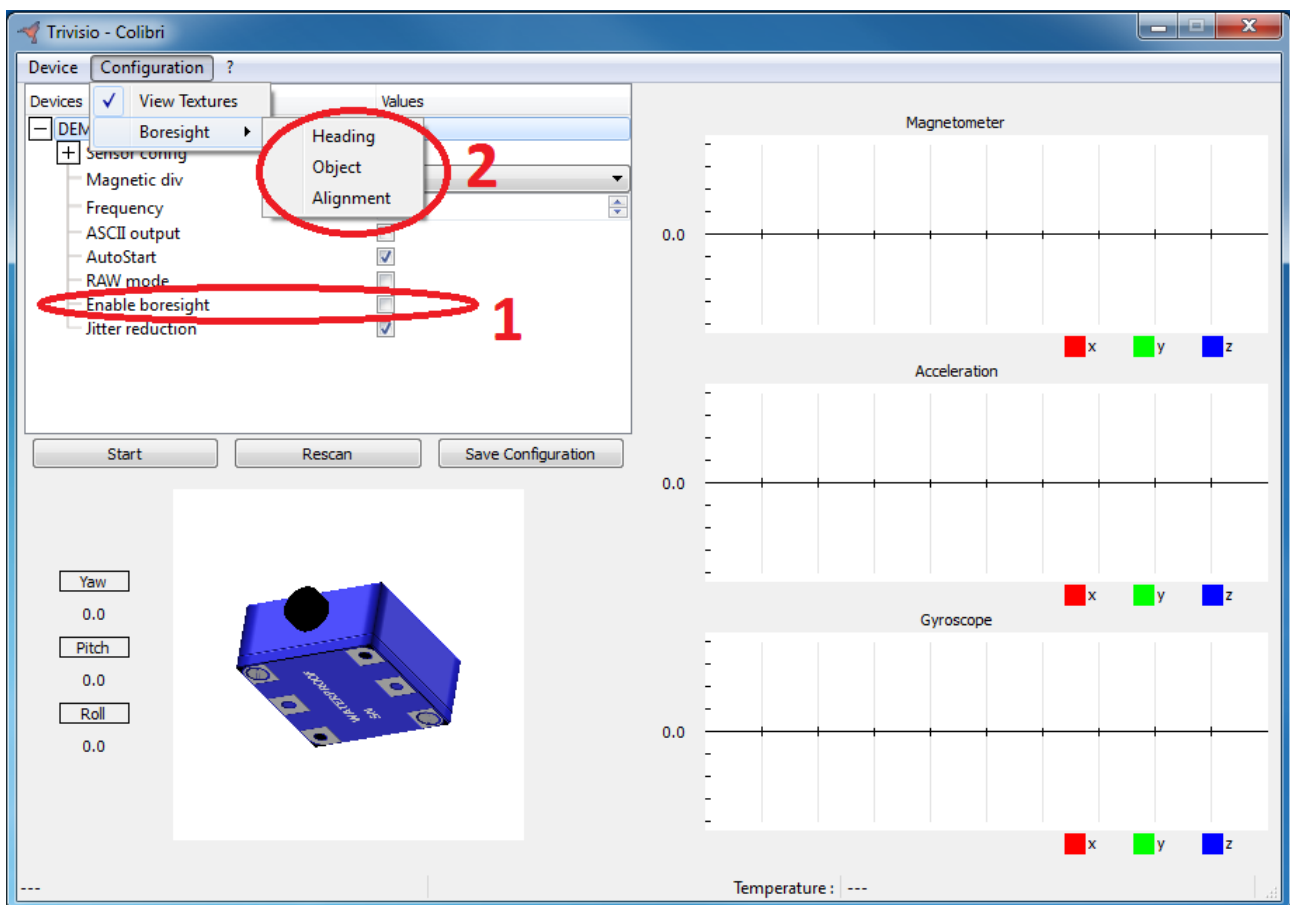 Trivisio - Colibri
Device Configuration ?
Devices Values
View Textures
Boresight
Heading
Object
Alignment
2
DEM
Sensor config
Magnetic div
Frequency
ASCII output
AutoStart
RAW mode
Enable boresight
Jitter reduction
1
Start Rescan Save Configuration
Yaw
0.0
Pitch
0.0
Roll
0.0
WATERPROOF
S/N
Magnetometer
0.0
x y z
Acceleration
0.0
x y z
Gyroscope
0.0
x y z
--- Temperature : ---